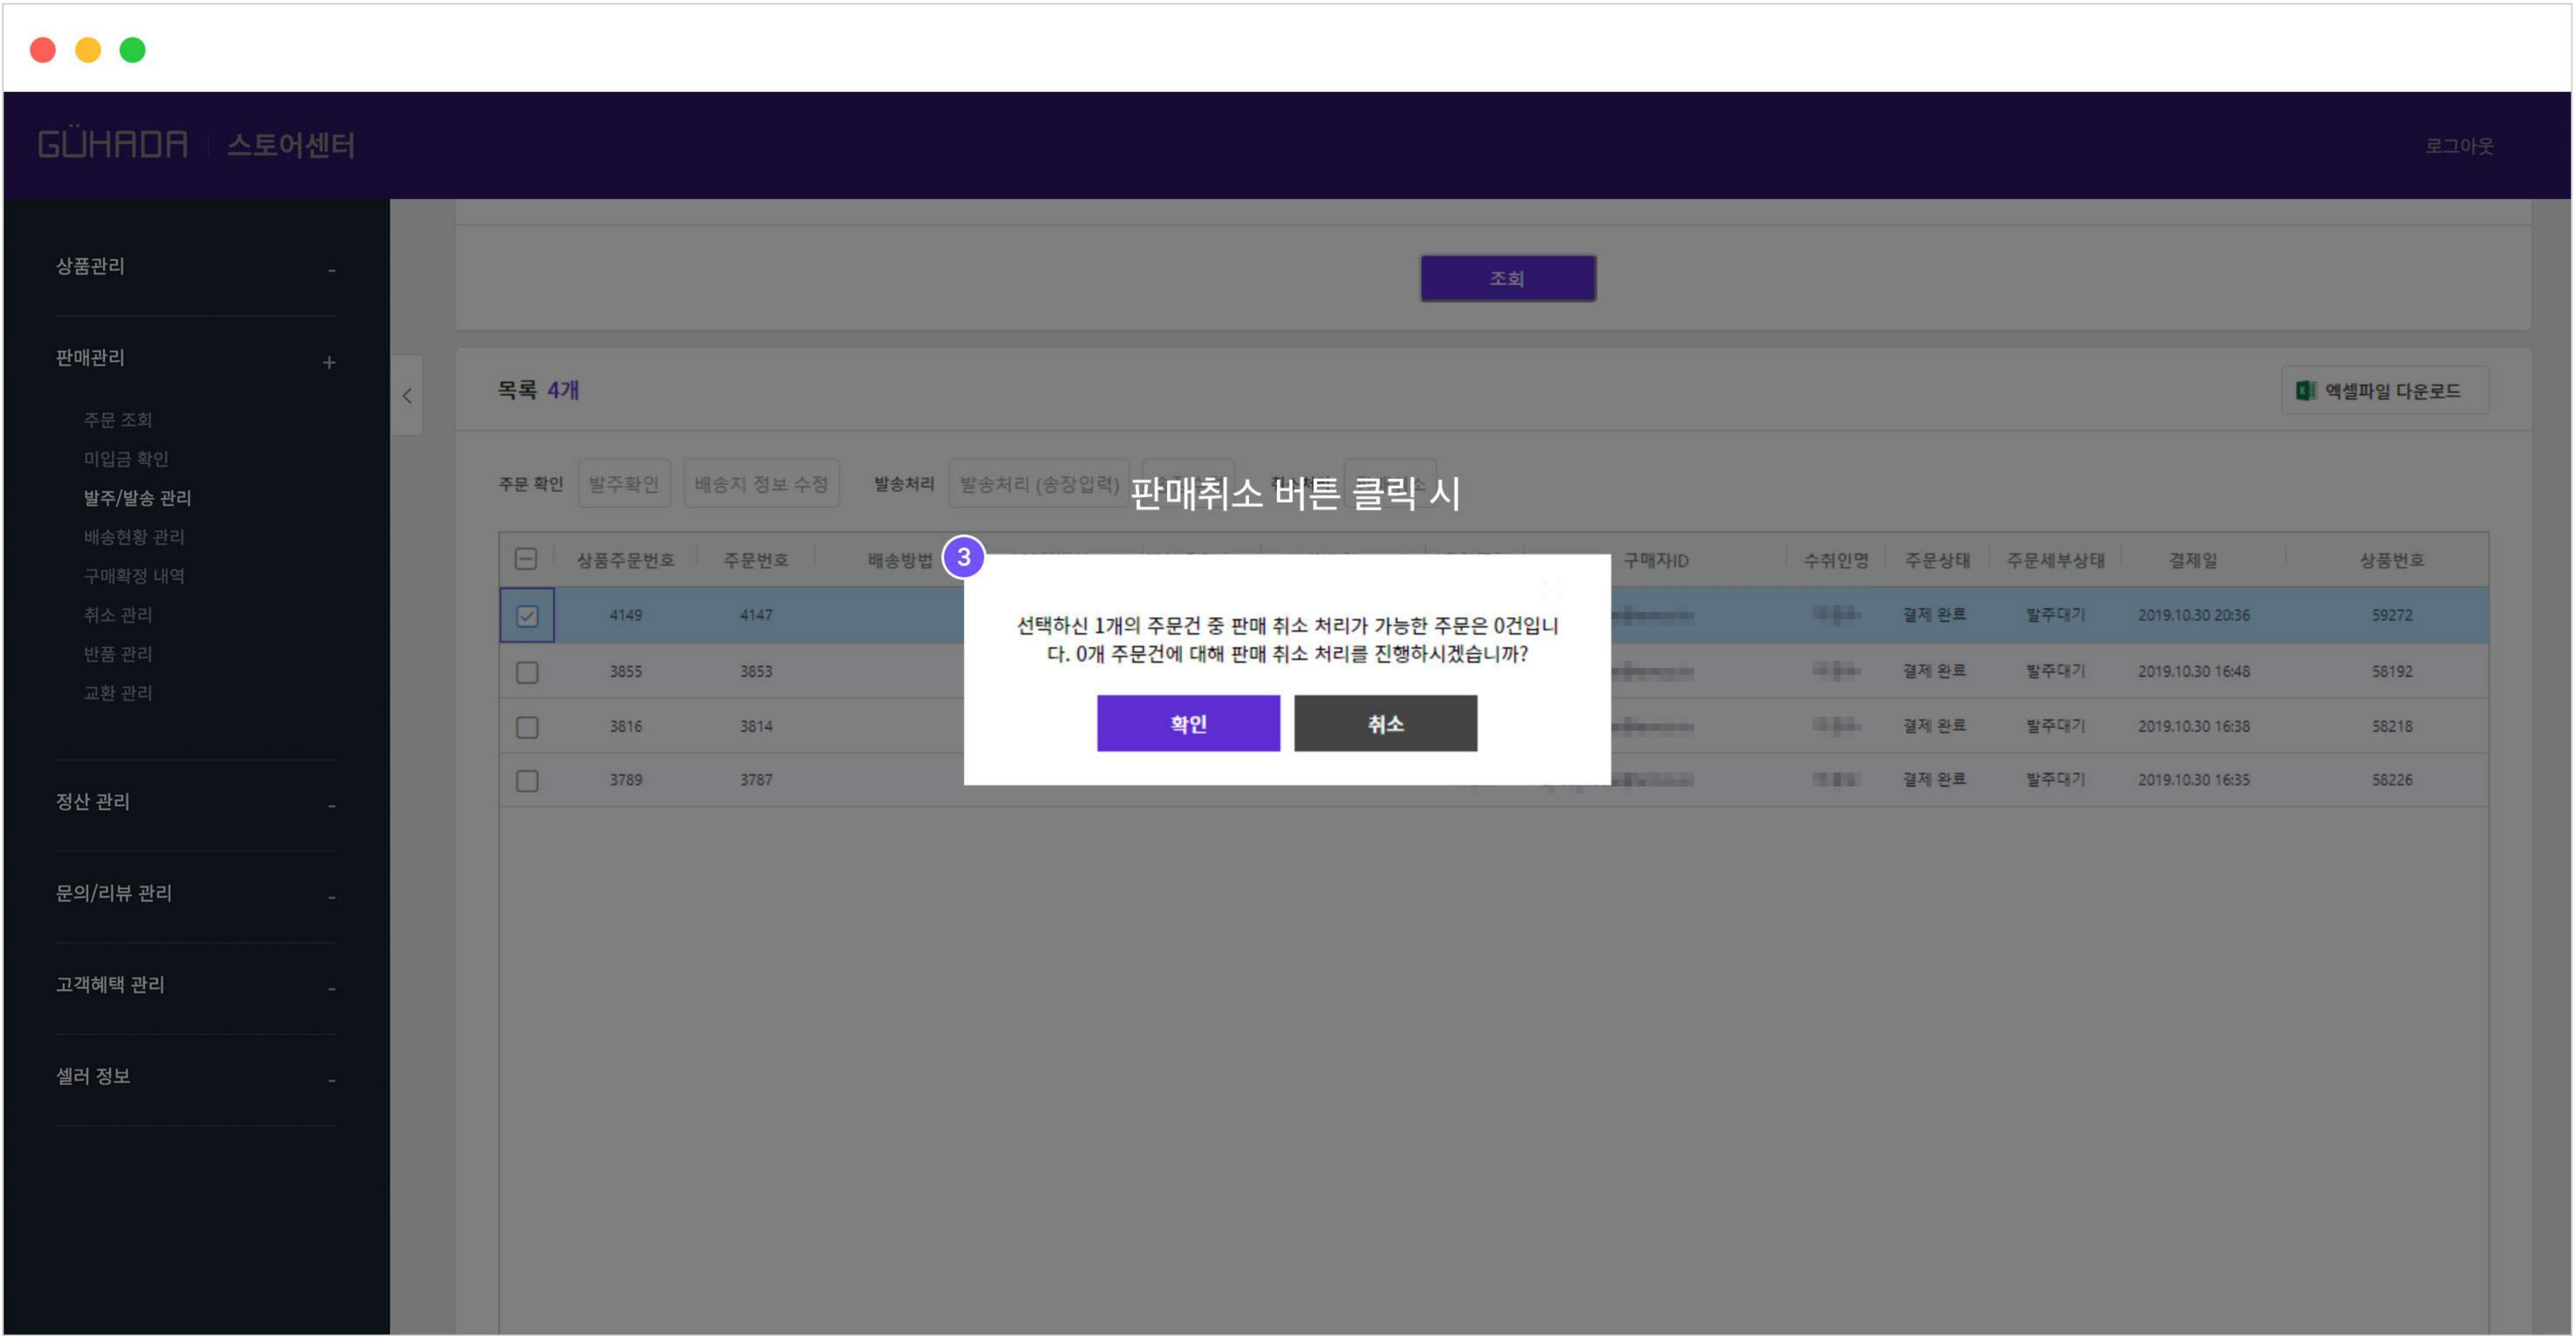 GÜHADA 스토어센터
로그아웃
상품관리 -
판매관리 +
주문 조회
미입금 확인
발주/발송 관리
배송현황 관리
구매확정 내역
취소 관리
반품 관리
교환 관리
정산 관리 -
문의/리뷰 관리 -
고객혜택 관리 -
셀러 정보 -
조회
목록 4개
엑셀파일 다운로드
주문 확인 발주확인 배송지 정보 수정 발송처리 발송처리 (송장입력)
판매취소 버튼 클릭 시
3
상품주문번호 주문번호 배송방법 구매자ID 수취인명 주문상태 주문세부상태 결제일 상품번호
4149 4147 결제 완료 발주대기 2019.10.30 20:36 59272
3855 3853 결제 완료 발주대기 2019.10.30 16:48 58192
3816 3814 결제 완료 발주대기 2019.10.30 16:38 58218
3789 3787 결제 완료 발주대기 2019.10.30 16:35 58226
선택하신 1개의 주문건 중 판매 취소 처리가 가능한 주문은 0건입니
다. 0개 주문건에 대해 판매 취소 처리를 진행하시겠습니까?
확인 취소